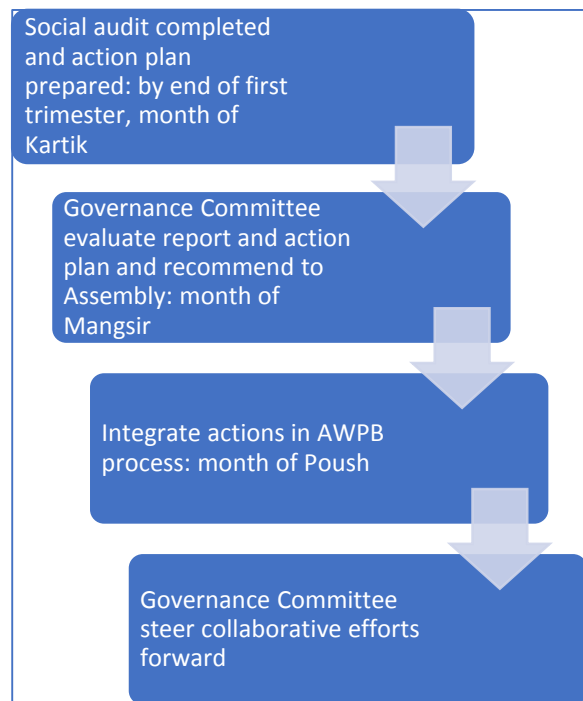 Social audit completed
and action plan
prepared: by end of first
trimester, month of
Kartik
Governance Committee
evaluate report and action
plan and recommend to
Assembly: month of
Mangsir
Integrate actions in AWPB
process: month of Poush
Governance Committee
steer collaborative efforts
forward